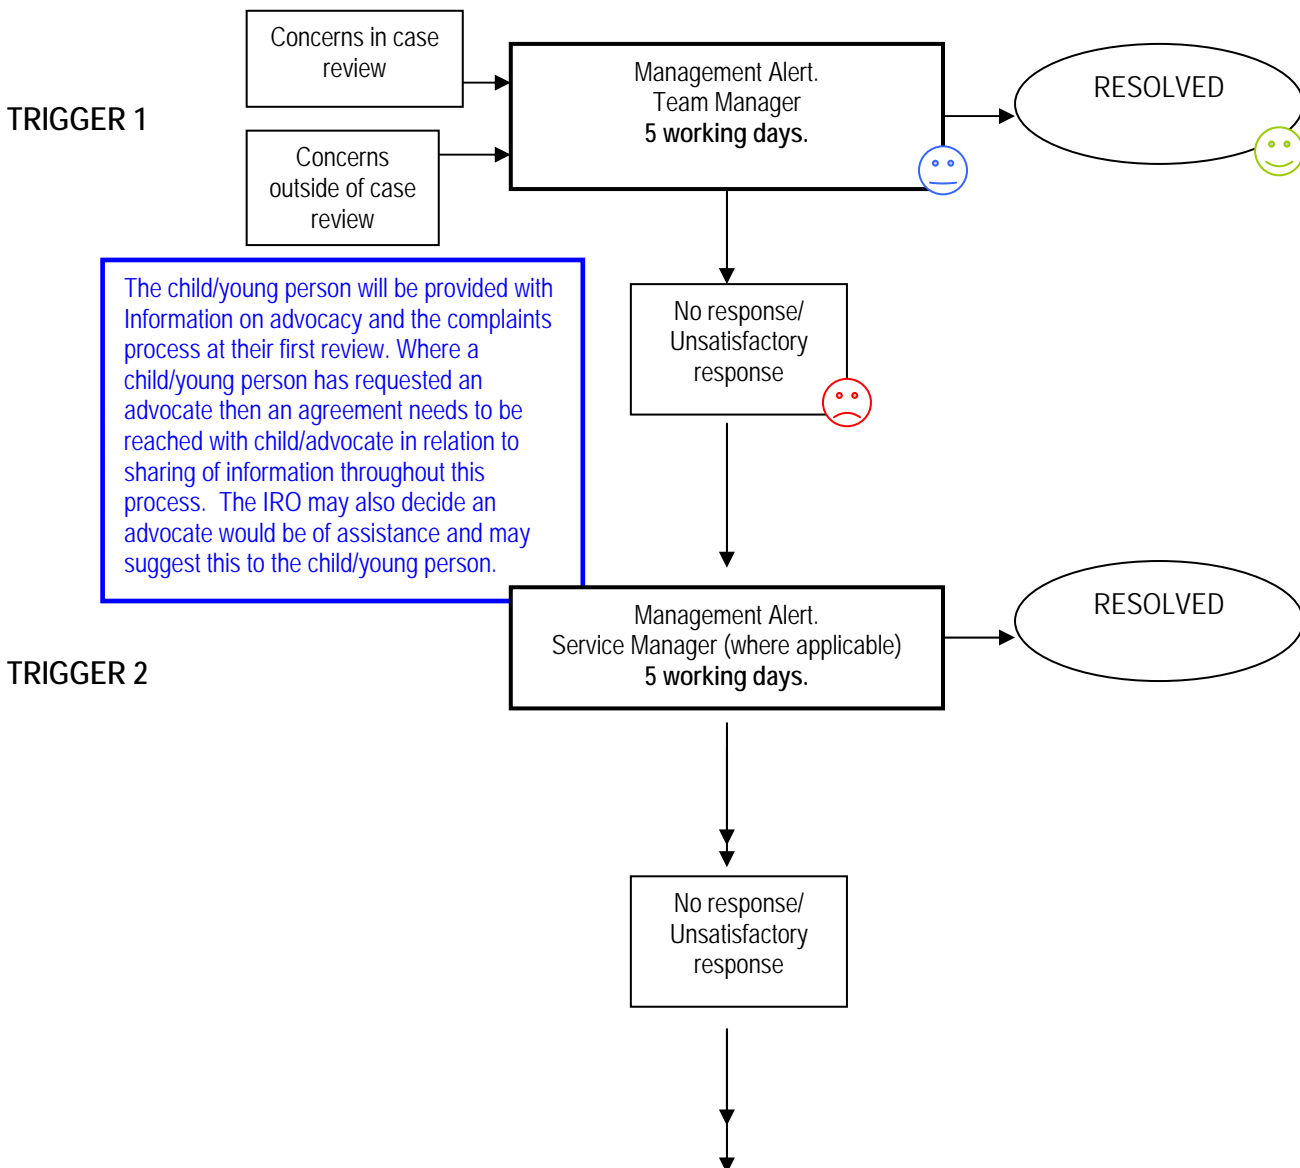 Concerns in case
review
Management Alert.
Team Manager
5 working days.
RESOLVED
TRIGGER 1
Concerns
outside of case
review
The child/young person will be provided with
Information on advocacy and the complaints
process at their first review. Where a
child/young person has requested an
advocate then an agreement needs to be
reached with child/advocate in relation to
sharing of information throughout this
process.  The IRO may also decide an
advocate would be of assistance and may
suggest this to the child/young person.
No response/
Unsatisfactory
response
Management Alert.
Service Manager (where applicable)
5 working days.
RESOLVED
TRIGGER 2
No response/
Unsatisfactory
response